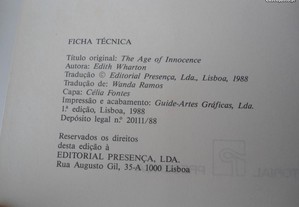 FICHA TÉCNICA
Título original: The Age of Innocence
Autora: Edith Wharton
Tradução © Editorial Presença, Lda., Lisboa, 1988
Tradução de: Wanda Ramos
Capa: Célia Fontes
Impressão e acabamento: Guide-Artes Gráficas, Lda.
1.ª edição, Lisboa, 1988
Depósito legal n.º 20111/88
Reservados os direitos
desta edição à
EDITORIAL PRESENÇA, LDA.
Rua Augusto Gil, 35-A 1000 Lisboa